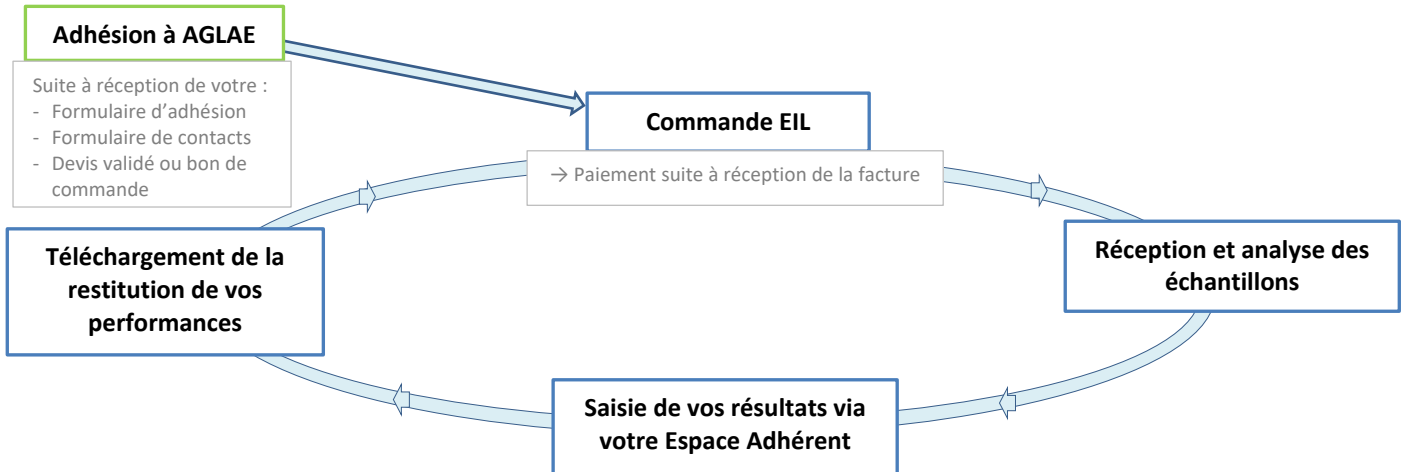 Adhésion à AGLAE
Suite à réception de votre :
- Formulaire d'adhésion
- Formulaire de contacts
- Devis validé ou bon de
commande
Commande EIL
→ Paiement suite à réception de la facture
Réception et analyse des
échantillons
Saisie de vos résultats via
votre Espace Adhérent
Téléchargement de la
restitution de vos
performances